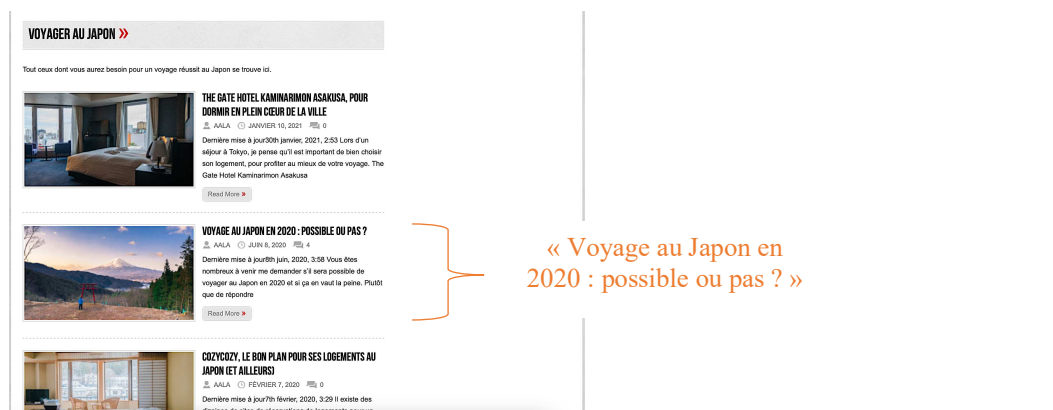 VOYAGER AU JAPON »
Tout ceux dont vous aurez besoin pour un voyage réussit au Japon se trouve ici.
THE GATE HOTEL KAMINARIMON ASAKUSA, POUR
DORMIR EN PLEIN CŒUR DE LA VILLE
AALA JANVIER 10, 2021 0
Dernière mise à jour30th janvier, 2021, 2:53 Lors d'un
séjour à Tokyo, je pense qu'il est important de bien choisir
son logement, pour profiter au mieux de votre voyage. The
Gate Hotel Kaminarimon Asakusa
Read More »
VOYAGE AU JAPON EN 2020 : POSSIBLE OU PAS ?
AALA JUIN 8, 2020 4
Dernière mise à jour8th juin, 2020, 3:58 Vous êtes
nombreux à venir me demander s'il sera possible de
voyager au Japon en 2020 et si ça en vaut la peine. Plutôt
que de répondre
Read More »
« Voyage au Japon en
2020 : possible ou pas ? »
COZYCOZY, LE BON PLAN POUR SES LOGEMENTS AU
JAPON (ET AILLEURS)
AALA FÉVRIER 7, 2020 0
Dernière mise à jour7th février, 2020, 3:29 Il existe des